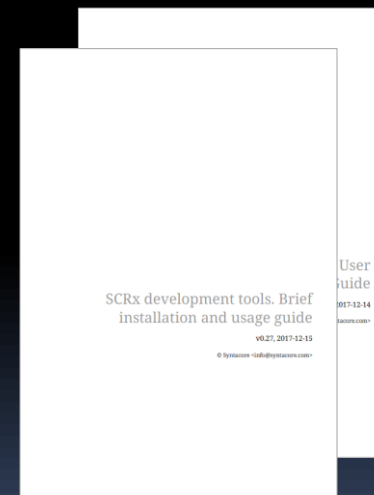 SCRx development tools. Brief
installation and usage guide
v0.27, 2017-12-15
© Syntacore <info@syntacore.com>
User
Guide
2017-12-14
tacore.com>